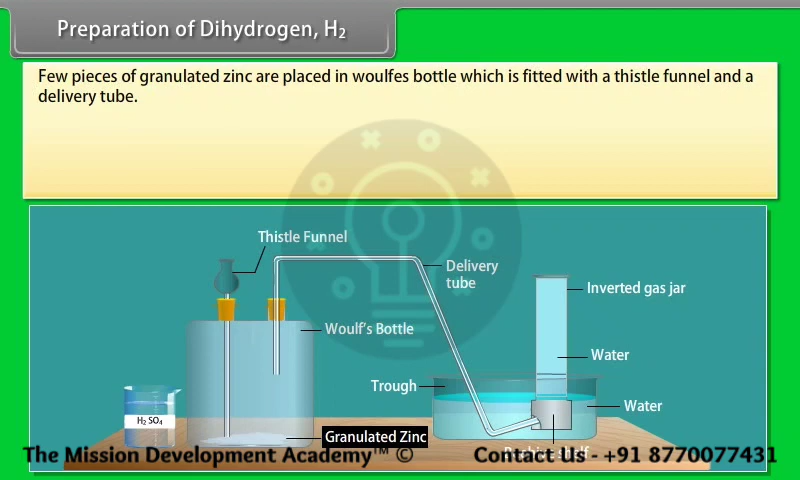 Preparation of Dihydrogen, H₂
Few pieces of granulated zinc are placed in woulfes bottle which is fitted with a thistle funnel and a
delivery tube.
Thistle Funnel
Delivery
tube
Inverted gas jar
Woulf's Bottle
Water
Trough
Water
H₂ SO₄
Granulated Zinc
The Mission Development Academy™ © Contact Us - +91 8770077431
shelf